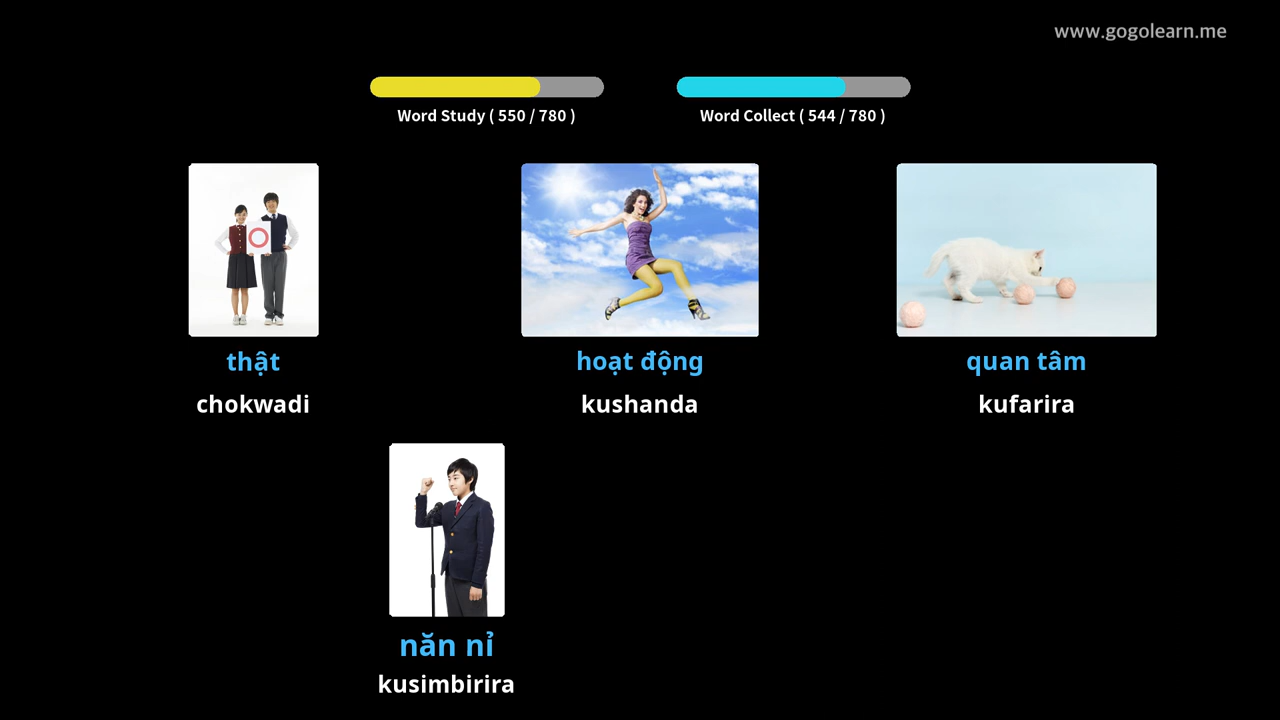 www.gogolearn.me
Word Study ( 550 / 780 )
Word Collect ( 544 / 780 )
thật
hoạt động
quan tâm
chokwadi
kushanda
kufarira
năn nỉ
kusimbirira